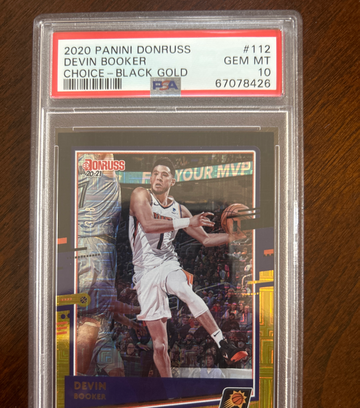 2020 PANINI DONRUSS #112
DEVIN BOOKER GEM MT
CHOICE - BLACK GOLD 10
PSA 67078426
DONRUSS
20-21
YOUR MVP
1
DEVIN
BOOKER